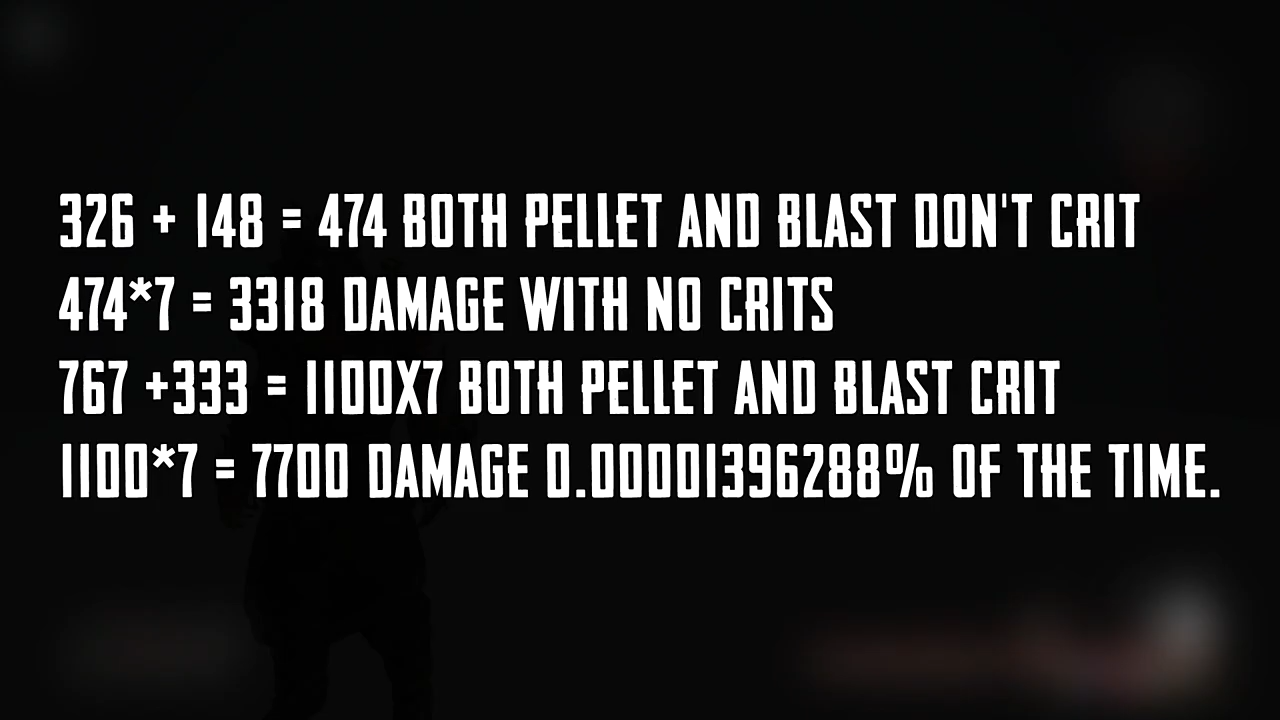 326 + 148 = 474 BOTH PELLET AND BLAST DON'T CRIT
474*7 = 3318 DAMAGE WITH NO CRITS
767 +333 = 1100X7 BOTH PELLET AND BLAST CRIT
1100*7 = 7700 DAMAGE 0.00001396288% OF THE TIME.